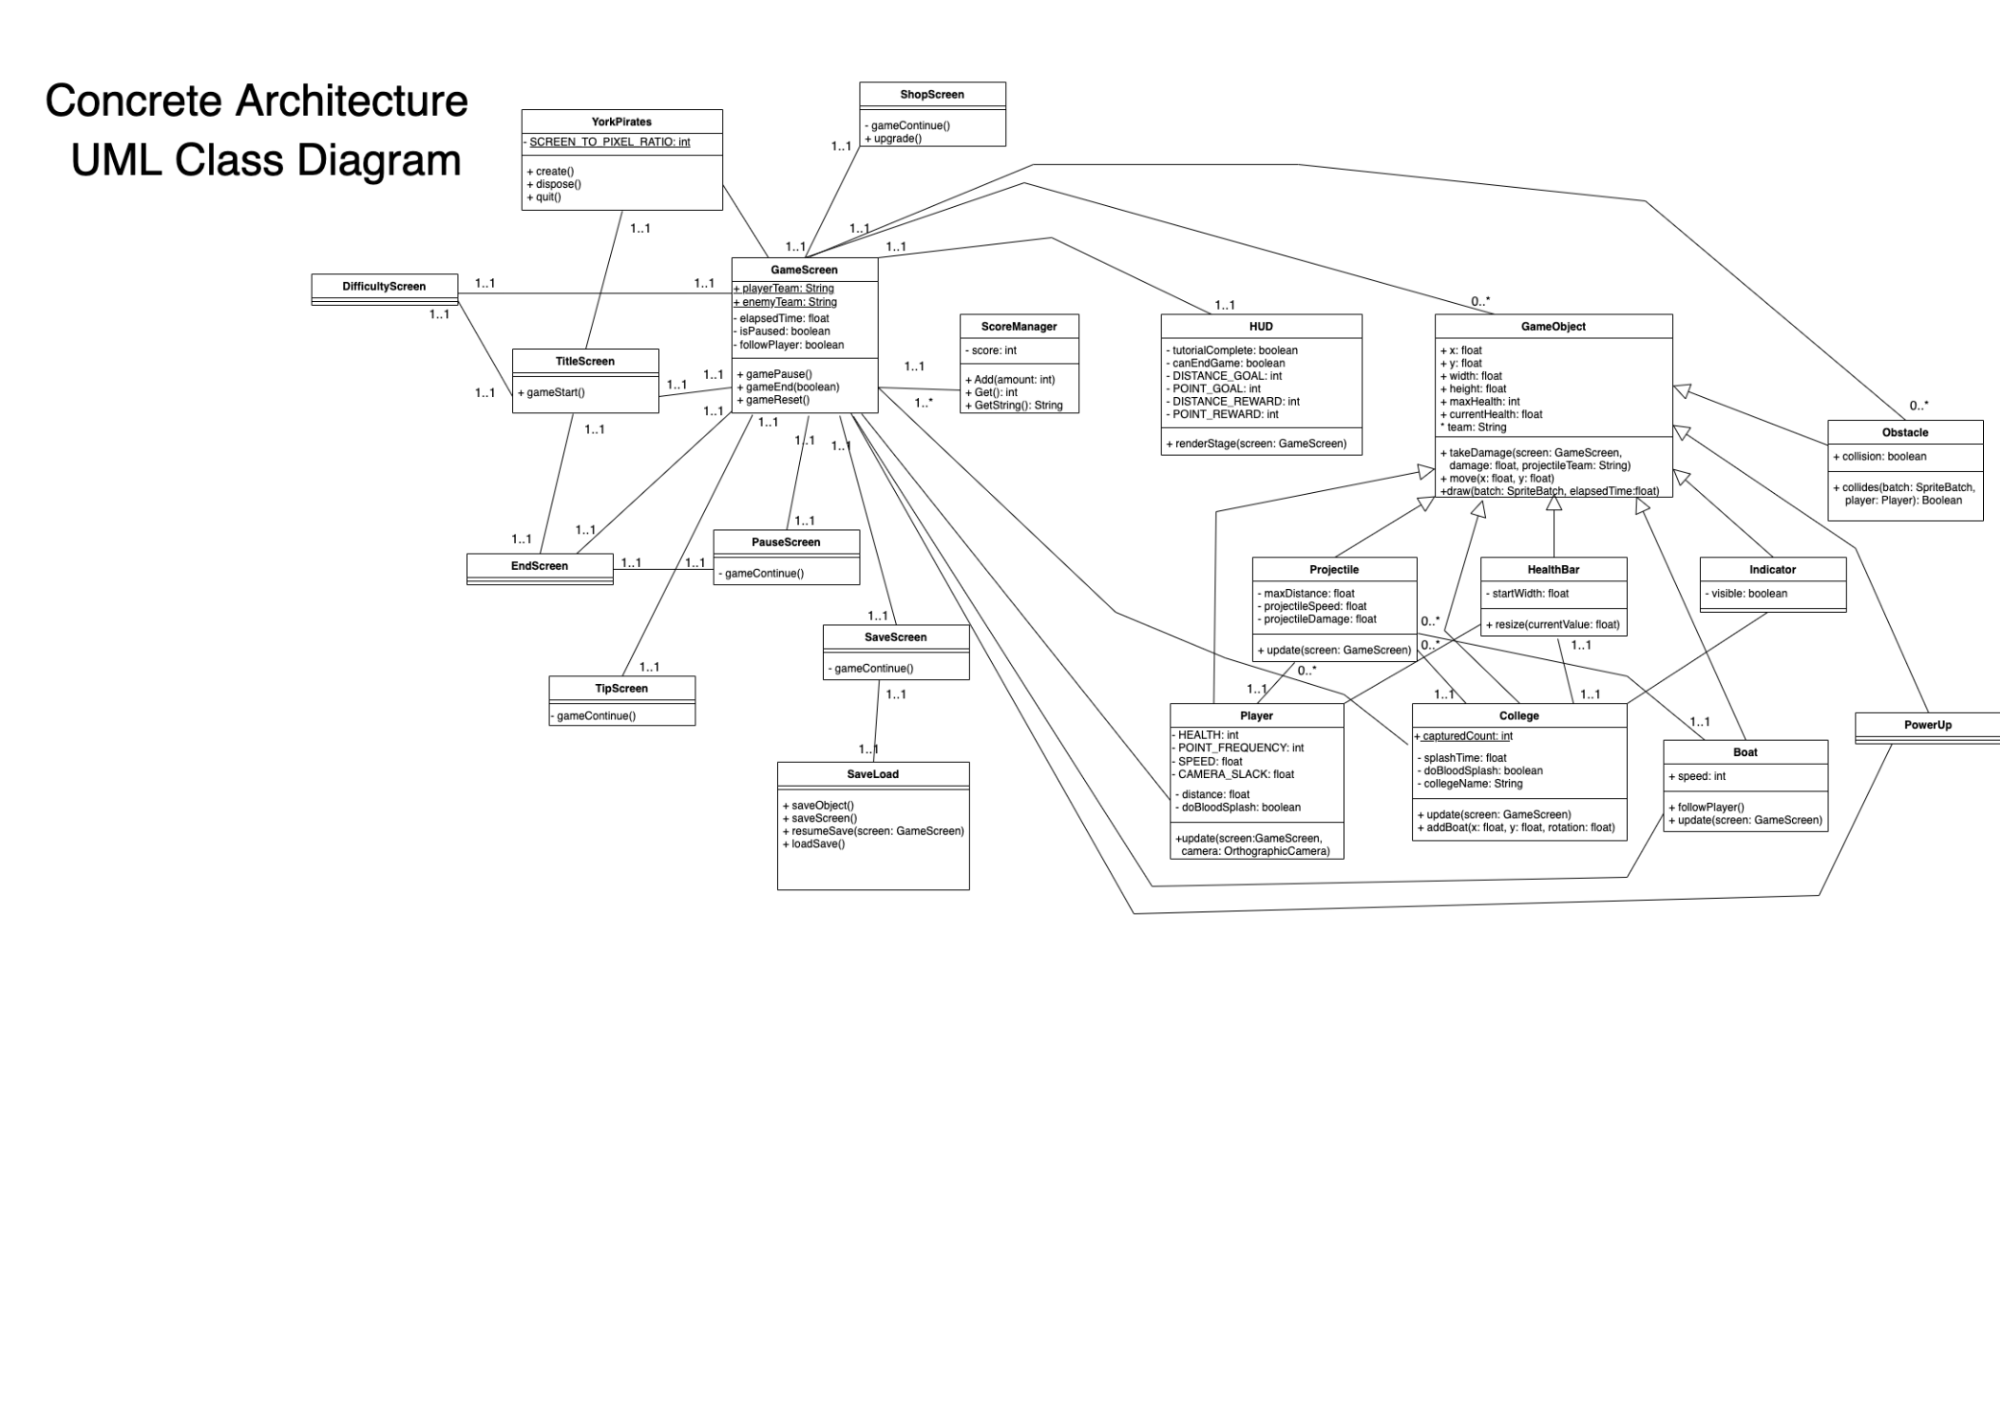 Concrete Architecture
UML Class Diagram
YorkPirates
- SCREEN_TO_PIXEL_RATIO: int
+ create()
+ dispose()
+ quit()
1..1
ShopScreen
- gameContinue()
+ upgrade()
1..1
1..1
1..1
1..1
DifficultyScreen
1..1
1..1
1..1
1..1
GameScreen
+ playerTeam: String
+ enemyTeam: String
- elapsedTime: float
- isPaused: boolean
- followPlayer: boolean
+ gamePause()
+ gameEnd(boolean)
+ gameReset()
TitleScreen
+ gameStart()
1..1
1..1
1..1
1..1
ScoreManager
- score: int
+ Add(amount: int)
+ Get(): int
+ GetString(): String
1..1
1..*
1..1
HUD
- tutorialComplete: boolean
- canEndGame: boolean
- DISTANCE_GOAL: int
- POINT_GOAL: int
- DISTANCE_REWARD: int
- POINT_REWARD: int
+ renderStage(screen: GameScreen)
0..*
GameObject
+ x: float
+ y: float
+ width: float
+ height: float
+ maxHealth: int
+ currentHealth: float
* team: String
+ takeDamage(screen: GameScreen,
damage: float, projectileTeam: String)
+ move(x: float, y: float)
+draw(batch: SpriteBatch, elapsedTime:float)
0..*
Obstacle
+ collision: boolean
+ collides(batch: SpriteBatch,
player: Player): Boolean
1..1
1..1
1..1
1..1
1..1
EndScreen
1..1
1..1
1..1
PauseScreen
- gameContinue()
1..1
SaveScreen
- gameContinue()
1..1
1..1
TipScreen
- gameContinue()
1..1
SaveLoad
+ saveObject()
+ saveScreen()
+ resumeSave(screen: GameScreen)
+ loadSave()
Projectile
- maxDistance: float
- projectileSpeed: float
- projectileDamage: float
+ update(screen: GameScreen)
0..*
0..*
0..*
HealthBar
- startWidth: float
+ resize(currentValue: float)
1..1
Indicator
- visible: boolean
1..1
1..1
1..1
1..1
Player
- HEALTH: int
- POINT_FREQUENCY: int
- SPEED: float
- CAMERA_SLACK: float
- distance: float
- doBloodSplash: boolean
+update(screen:GameScreen,
camera: OrthographicCamera)
College
+ capturedCount: int
- splashTime: float
- doBloodSplash: boolean
- collegeName: String
+ update(screen: GameScreen)
+ addBoat(x: float, y: float, rotation: float)
Boat
+ speed: int
+ followPlayer()
+ update(screen: GameScreen)
PowerUp